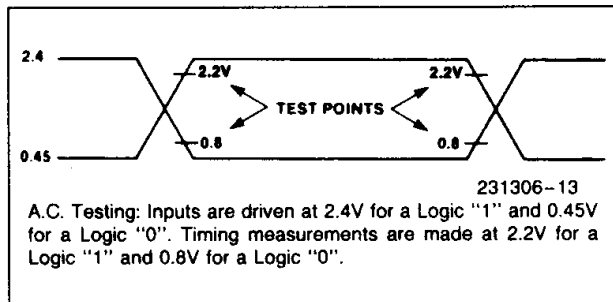 2.4
2.2V
2.2V
TEST POINTS
0.8
0.8
0.45
231306–13
A.C. Testing: Inputs are driven at 2.4V for a Logic "1" and 0.45V
for a Logic "0". Timing measurements are made at 2.2V for a
Logic "1" and 0.8V for a Logic "0".